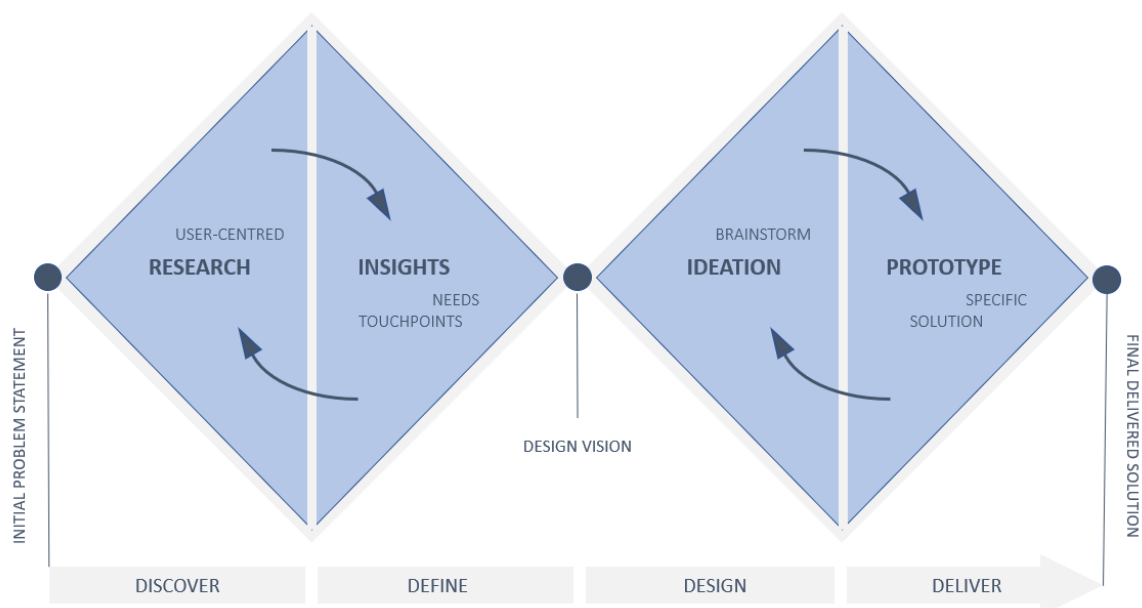 USER-CENTRED
RESEARCH
INSIGHTS
NEEDS
TOUCHPOINTS
BRAINSTORM
IDEATION
PROTOTYPE
SPECIFIC
SOLUTION
INITIAL PROBLEM STATEMENT
DESIGN VISION
FINAL DELIVERED SOLUTION
DISCOVER
DEFINE
DESIGN
DELIVER